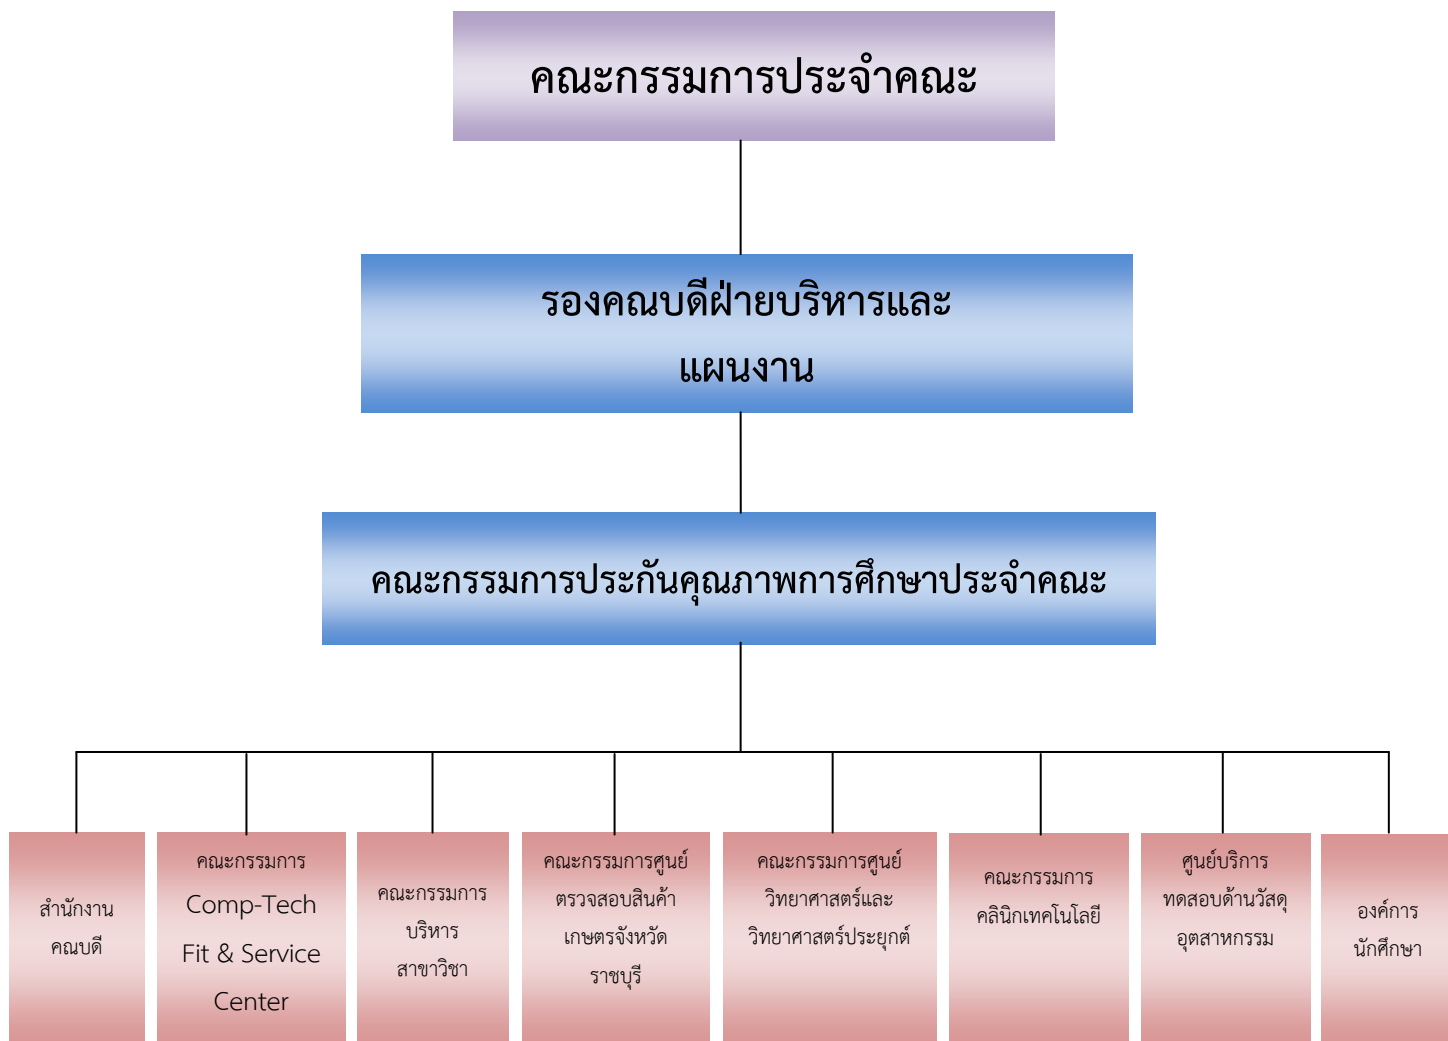 คณะกรรมการประจำคณะ
รองคณบดีฝ่ายบริหารและ
แผนงาน
คณะกรรมการประกันคุณภาพการศึกษาประจำคณะ
สำนักงาน
คณบดี
คณะกรรมการ
Comp-Tech
Fit & Service
Center
คณะกรรมการ
บริหาร
สาขาวิชา
คณะกรรมการศูนย์
ตรวจสอบสินค้า
เกษตรจังหวัด
ราชบุรี
คณะกรรมการศูนย์
วิทยาศาสตร์และ
วิทยาศาสตร์ประยุกต์
คณะกรรมการ
คลินิกเทคโนโลยี
ศูนย์บริการ
ทดสอบด้านวัสดุ
อุตสาหกรรม
องค์การ
นักศึกษา